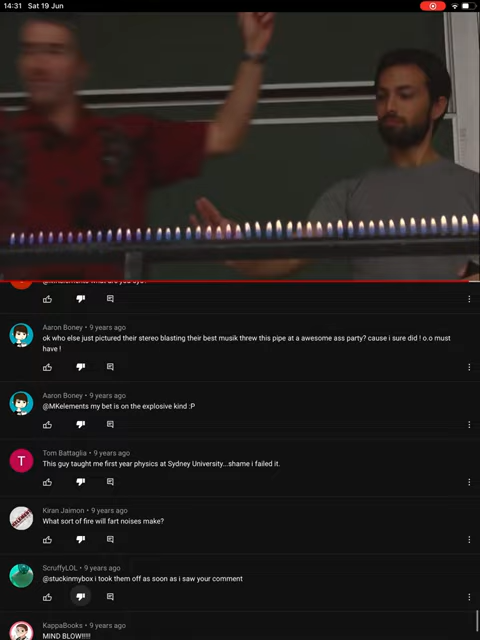 14:31 Sat 19 Jun
Aaron Boney • 9 years ago
ok who else just pictured their stereo blasting their best musik threw this pipe at a awesome ass party? cause i sure did ! o.o must
have !
Aaron Boney • 9 years ago
@MKelements my bet is on the explosive kind :P
T
Tom Battaglia • 9 years ago
This guy taught me first year physics at Sydney University...shame i failed it.
Kiran Jaimon • 9 years ago
What sort of fire will fart noises make?
ScruffyLOL • 9 years ago
@stuckinmybox i took them off as soon as i saw your comment
KappaBooks • 9 years ago
MIND BLOW!!!!!